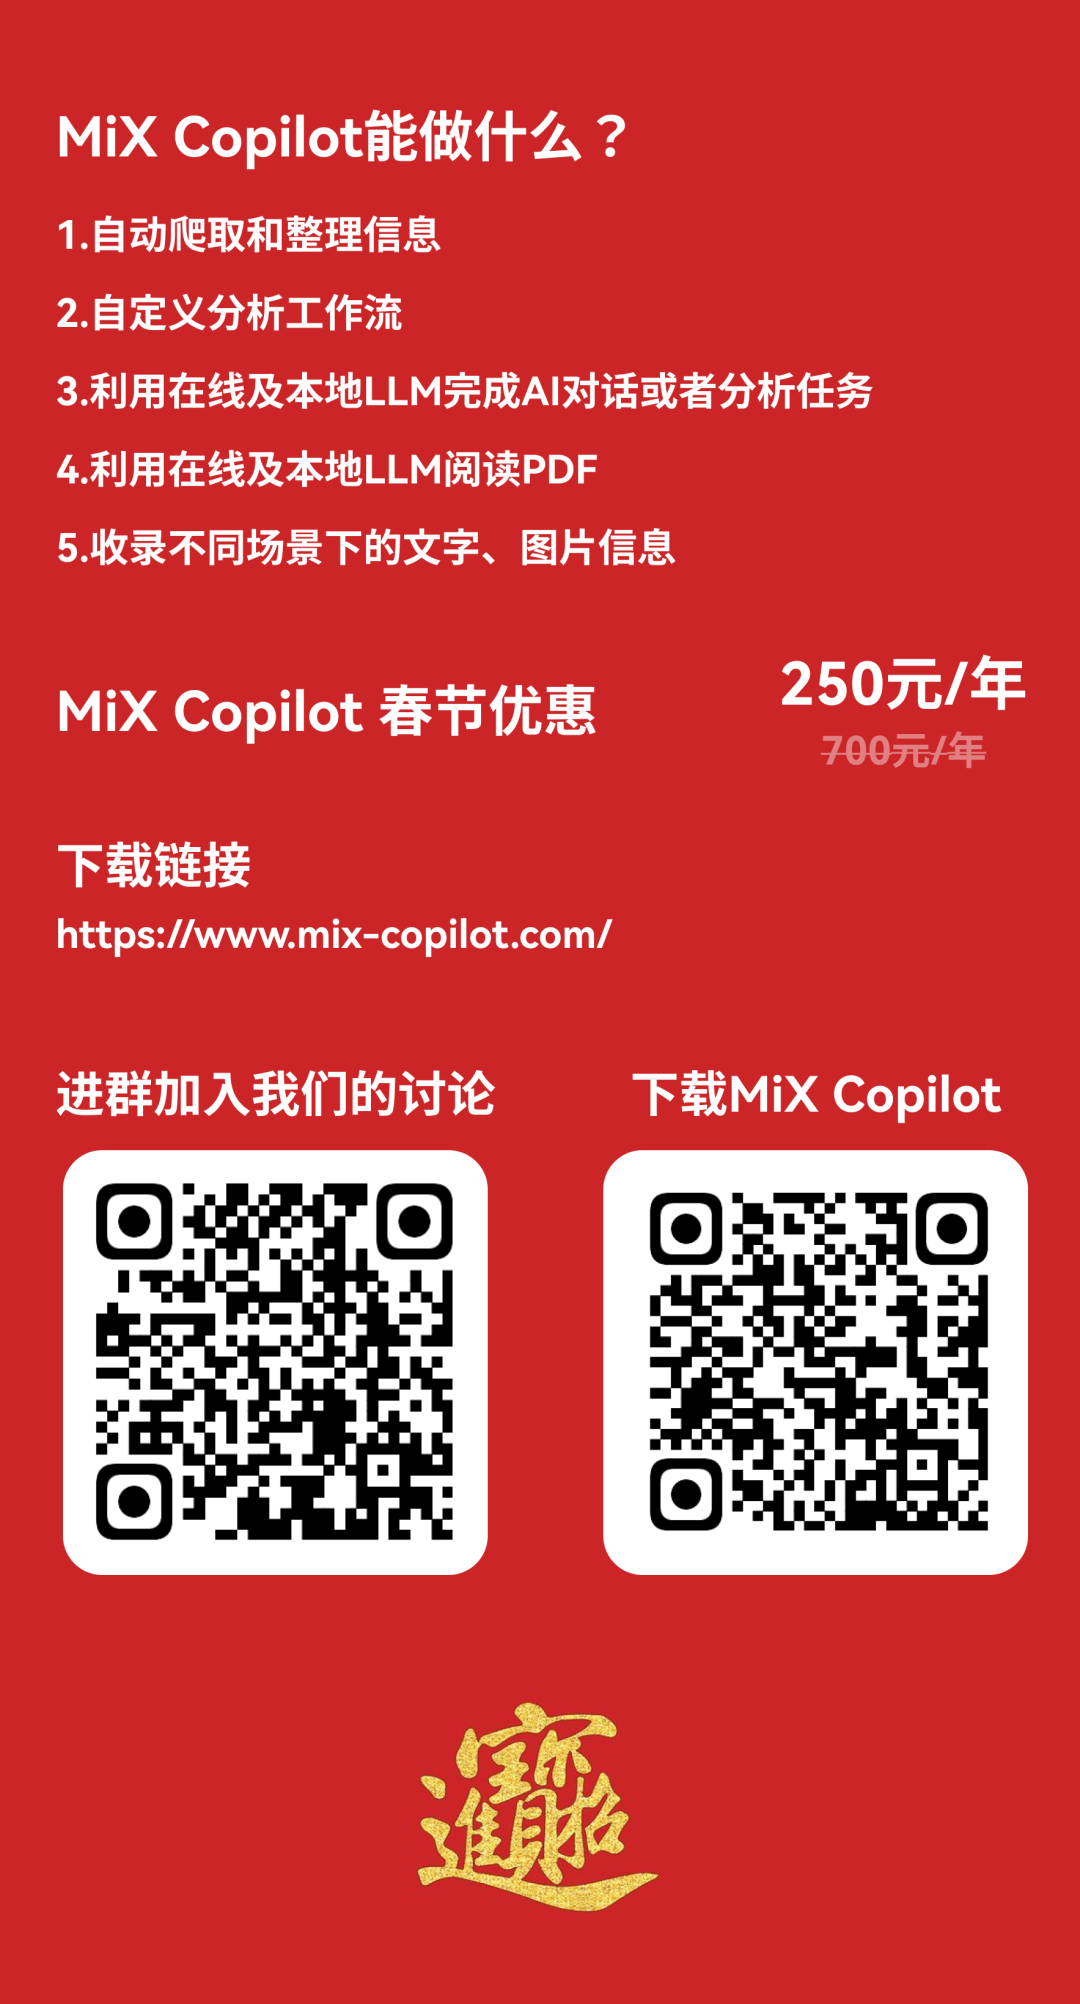 MiX Copilot能做什么？
1.自动爬取和整理信息
2.自定义分析工作流
3.利用在线及本地LLM完成AI对话或者分析任务
4.利用在线及本地LLM阅读PDF
5.收录不同场景下的文字、图片信息
MiX Copilot 春节优惠
250元/年
700元/年
下载链接
https://www.mix-copilot.com/
进群加入我们的讨论
下载MiX Copilot
招财进宝